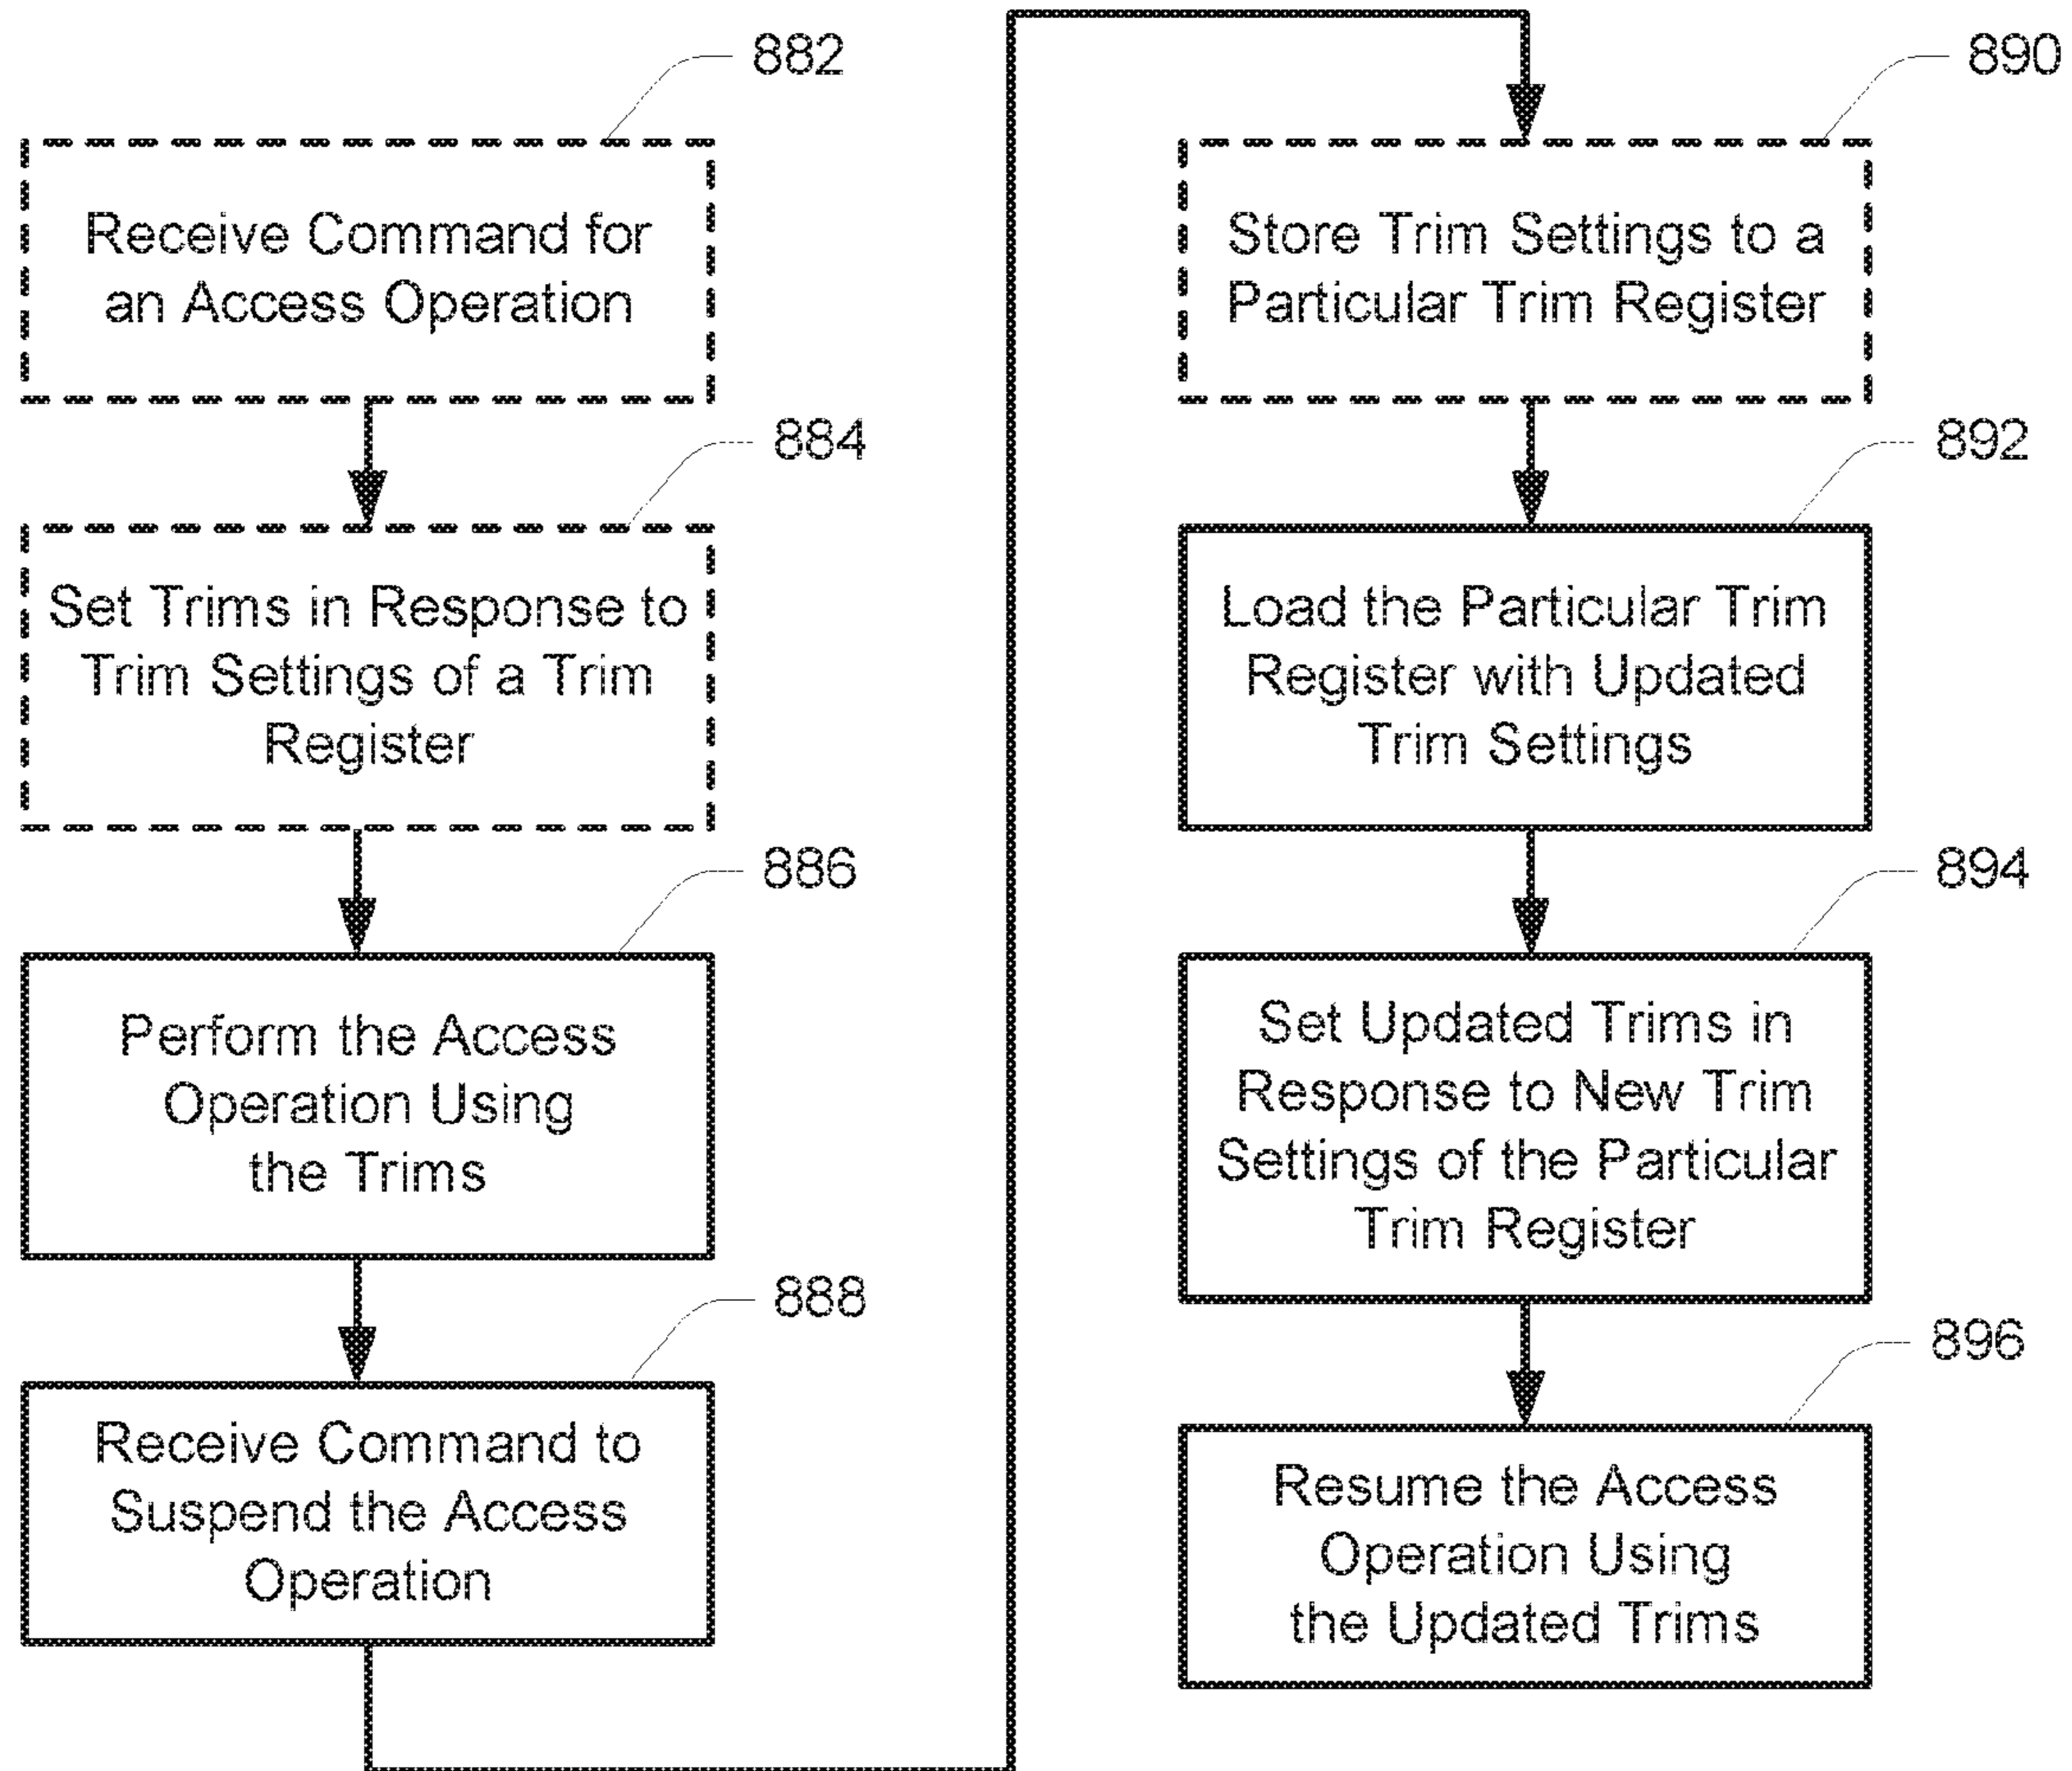 882
Receive Command for
an Access Operation
884
Set Trims in Response to
Trim Settings of a Trim
Register
886
Perform the Access
Operation Using
the Trims
888
Receive Command to
Suspend the Access
Operation
890
Store Trim Settings to a
Particular Trim Register
892
Load the Particular Trim
Register with Updated
Trim Settings
894
Set Updated Trims in
Response to New Trim
Settings of the Particular
Trim Register
896
Resume the Access
Operation Using
the Updated Trims